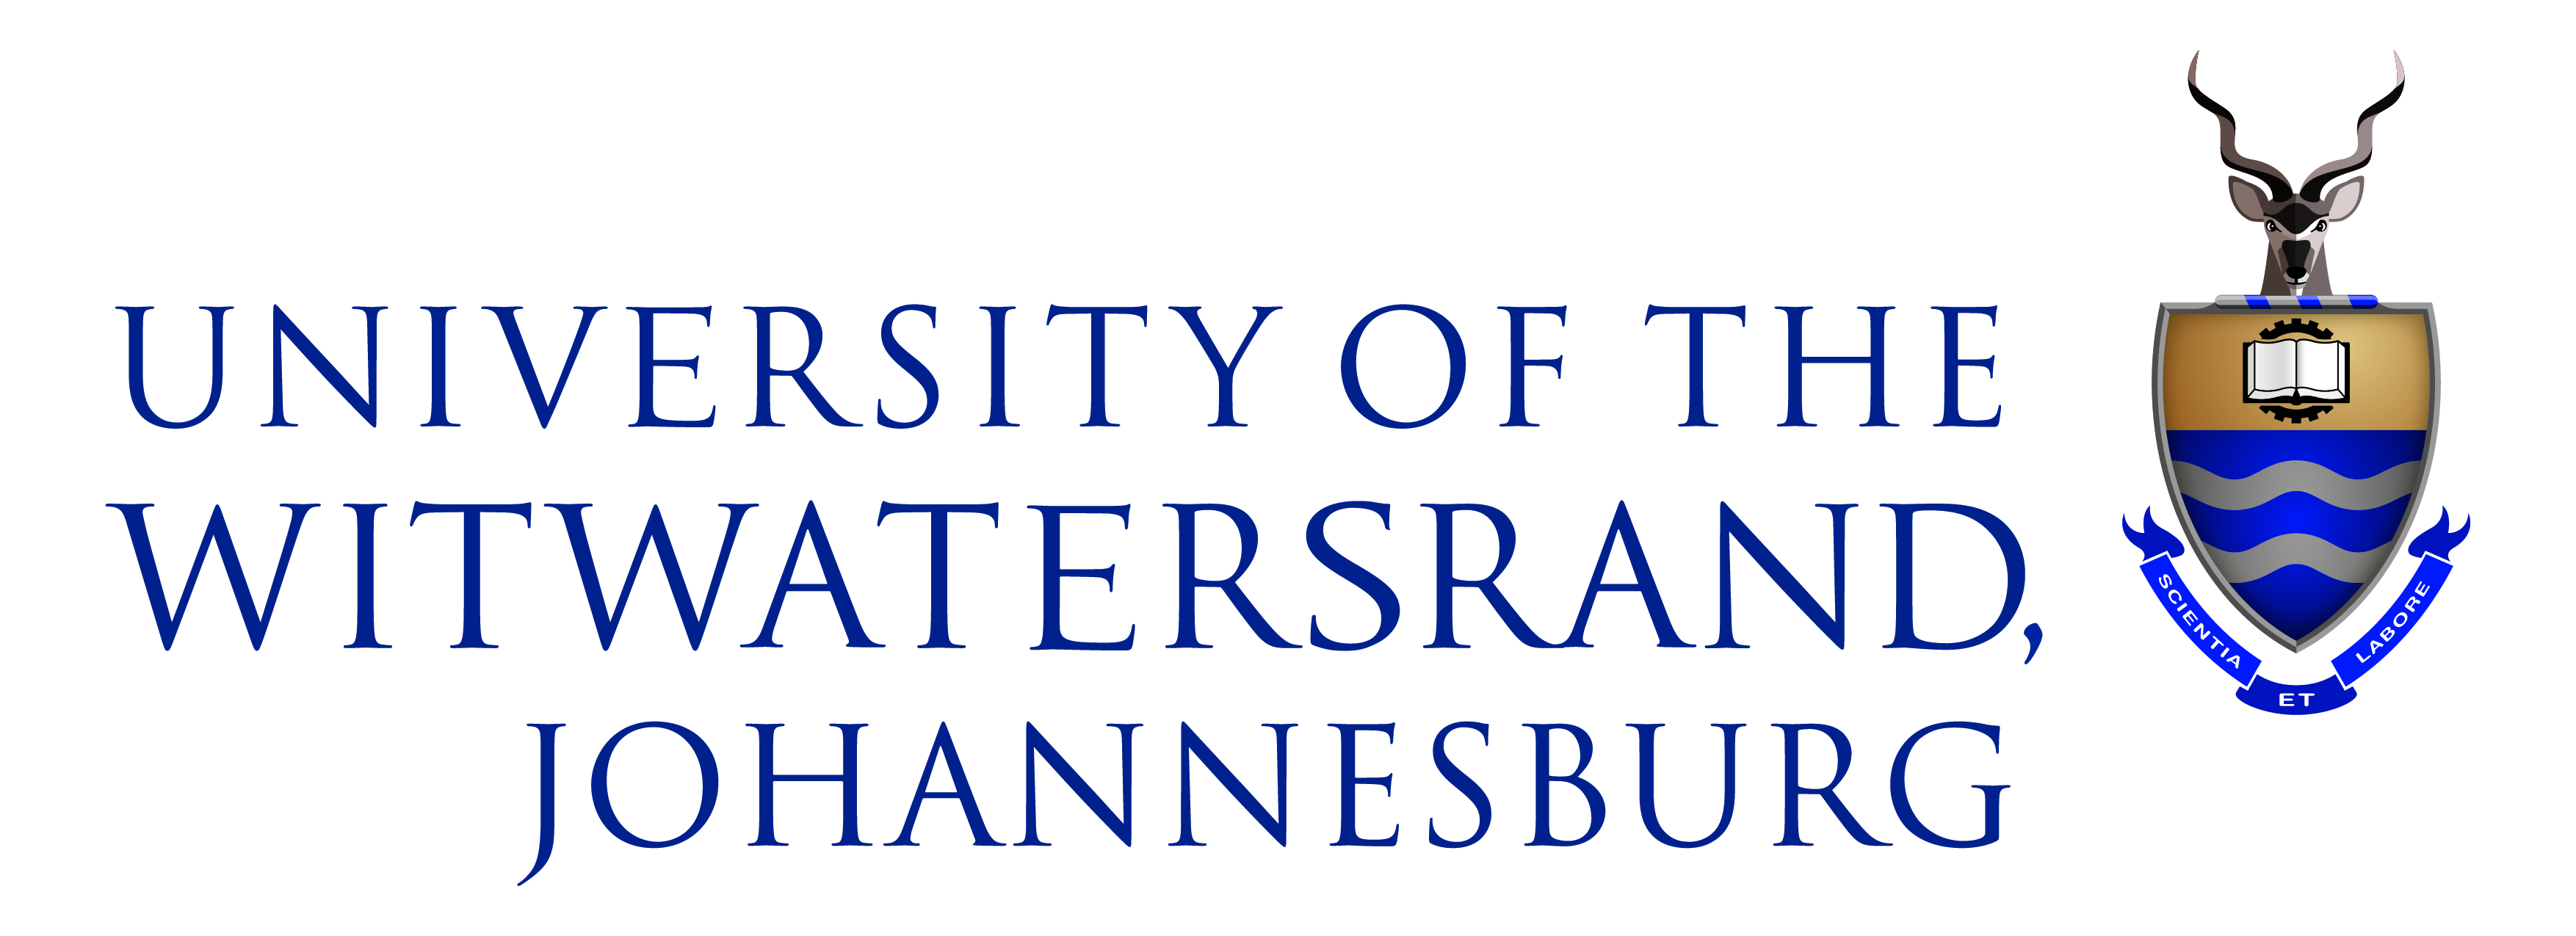 UNIVERSITY OF THE
WITWATERSRAND,
JOHANNESBURG
SCIENTIA
ET
LABORE